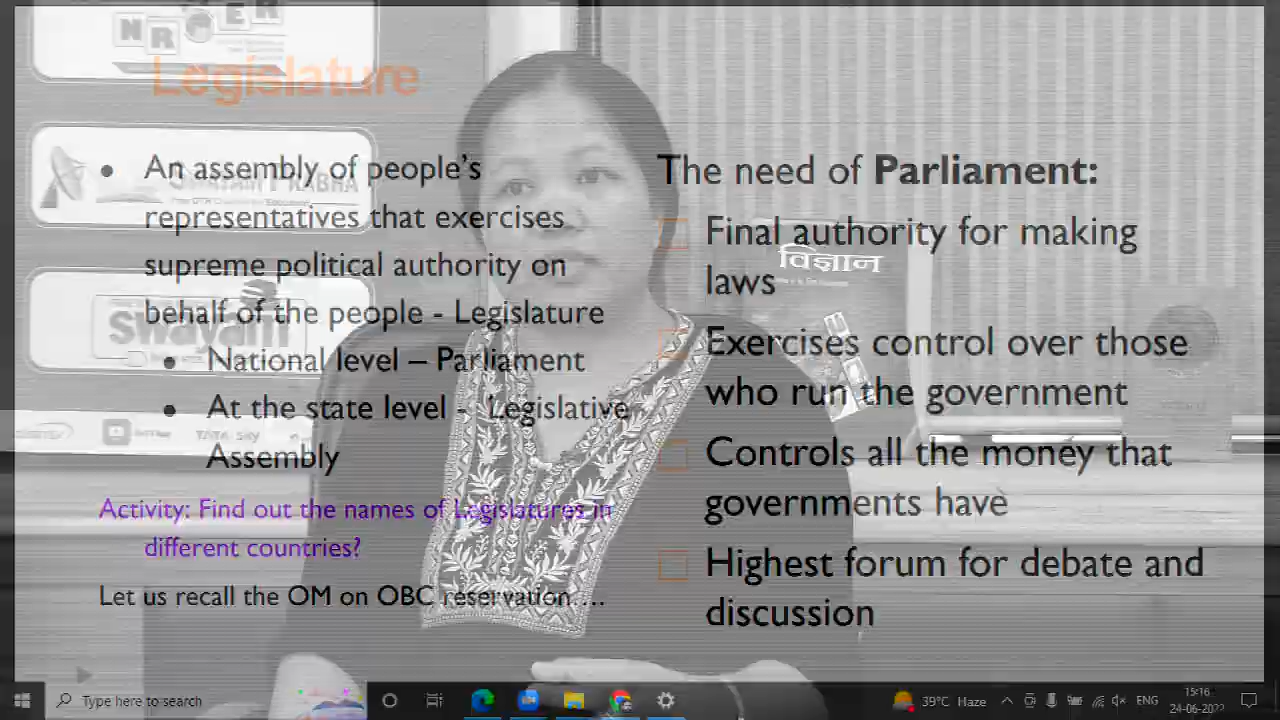 Legislature
• An assembly of people's
representatives that exercises
supreme political authority on
behalf of the people - Legislature
• National level – Parliament
• At the state level - Legislative
Assembly
Activity: Find out the names of Legislatures in
different countries?
Let us recall the OM on OBC reservation....
The need of Parliament:
Final authority for making
laws
Exercises control over those
who run the government
Controls all the money that
governments have
Highest forum for debate and
discussion
विज्ञान
Swayam
TATA Sky
Type here to search
39°C Haze
ENG
15:16
24-06-2022